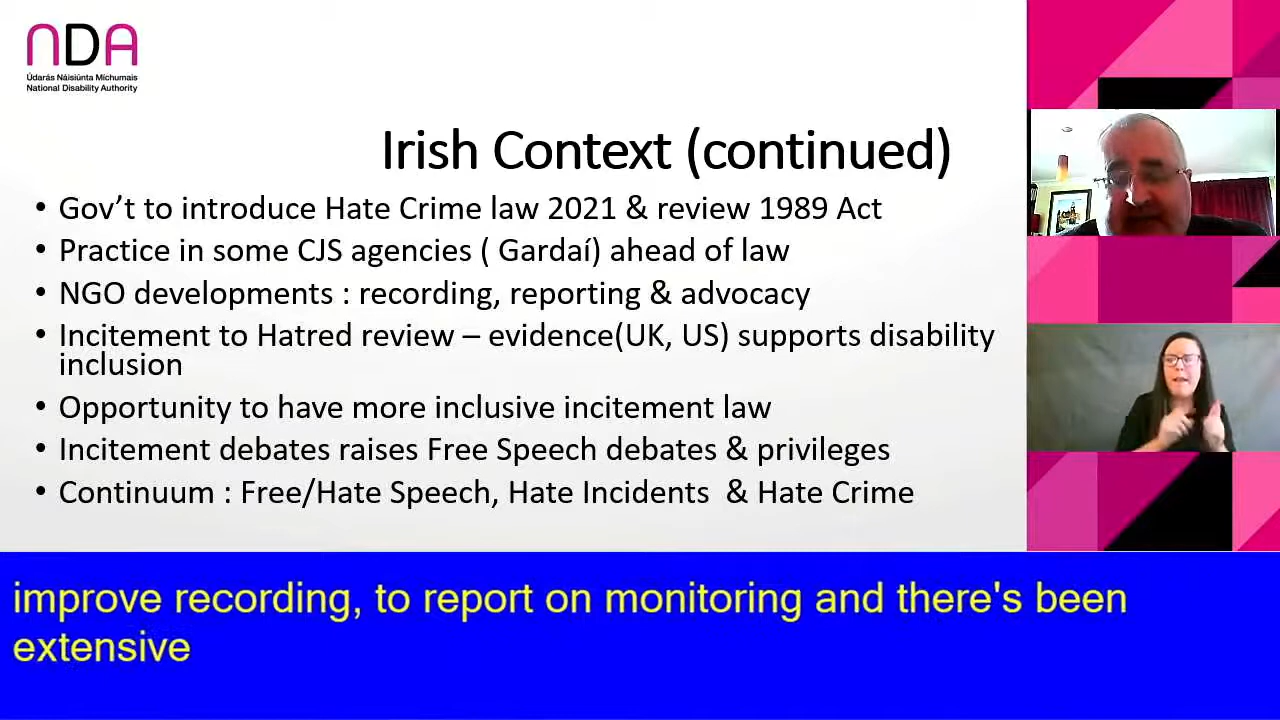 nDA
Údarás Náisiúnta Míchumais
National Disability Authority
Irish Context (continued)
• Gov’t to introduce Hate Crime law 2021 & review 1989 Act
• Practice in some CJS agencies ( Gardaí) ahead of law
• NGO developments : recording, reporting & advocacy
• Incitement to Hatred review – evidence(UK, US) supports disability
inclusion
• Opportunity to have more inclusive incitement law
• Incitement debates raises Free Speech debates & privileges
• Continuum : Free/Hate Speech, Hate Incidents & Hate Crime
improve recording, to report on monitoring and there's been
extensive